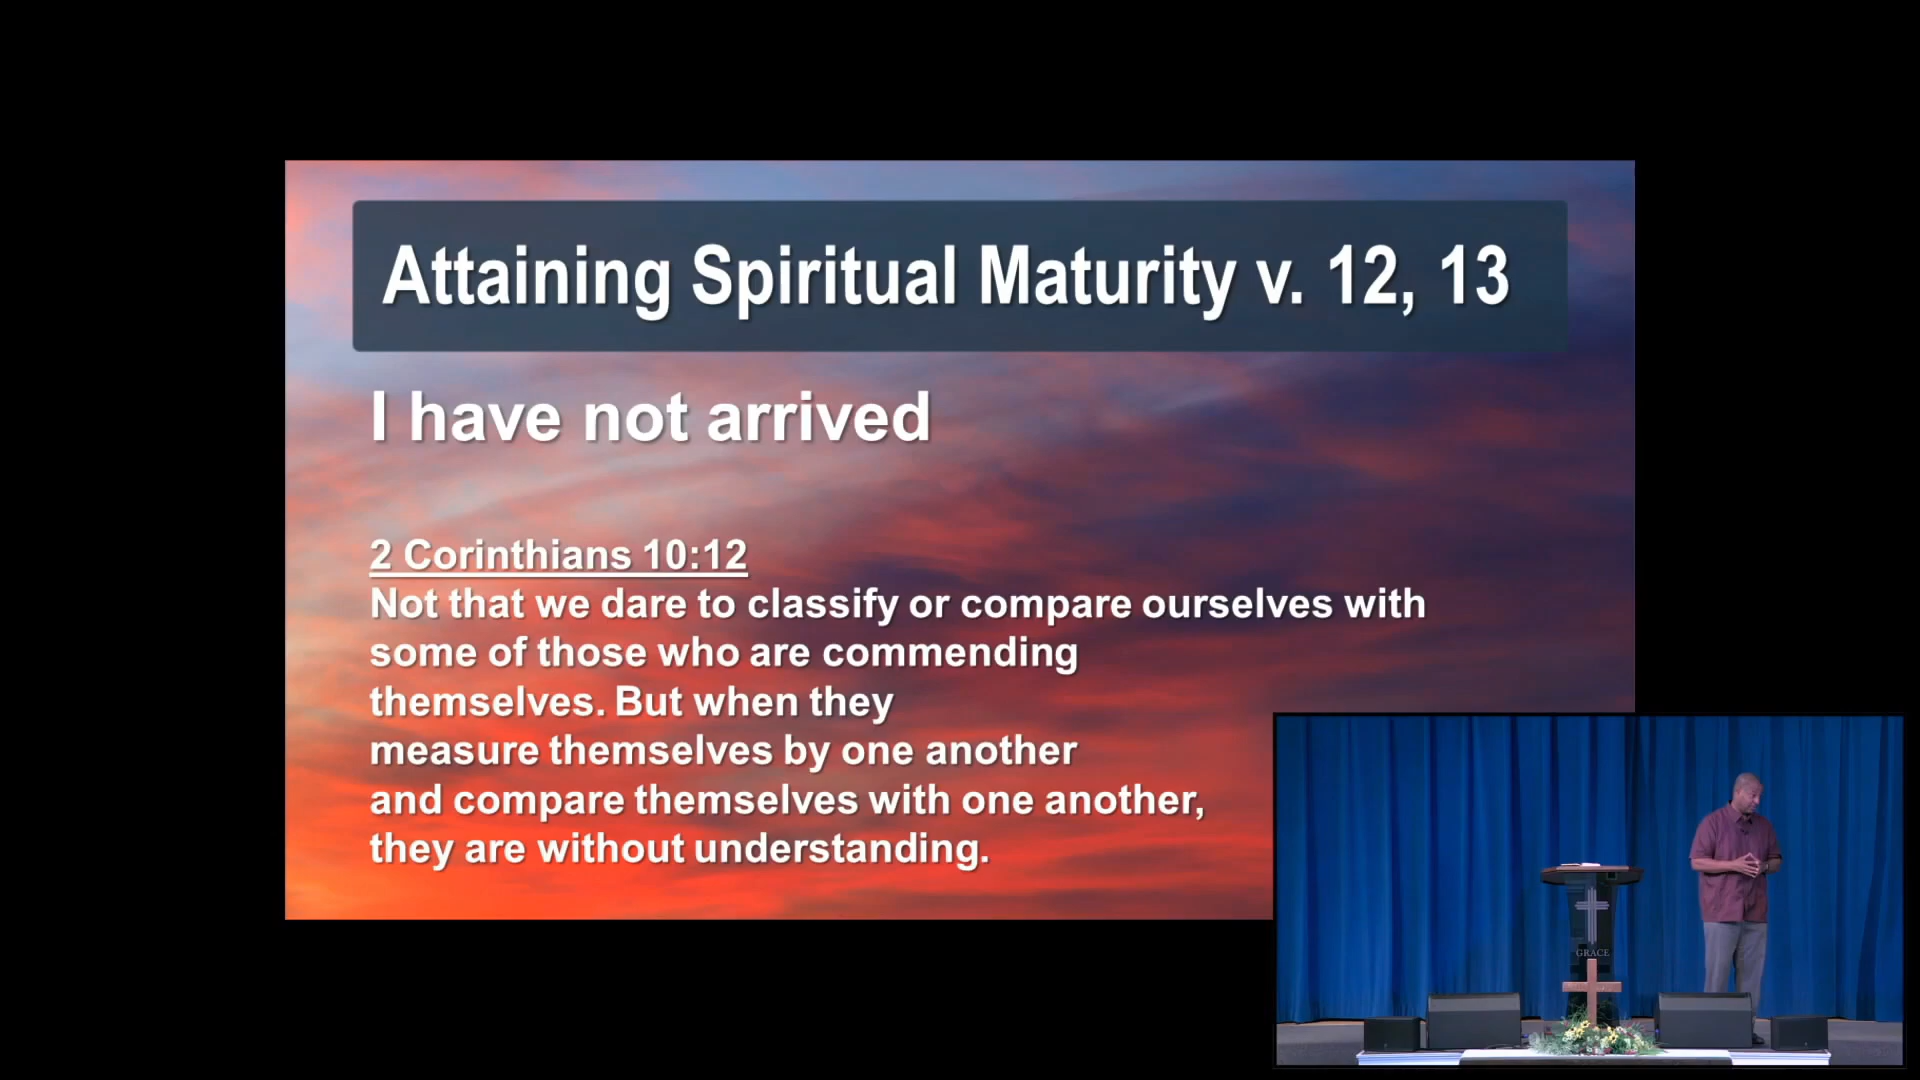 Attaining Spiritual Maturity v. 12, 13
I have not arrived
2 Corinthians 10:12
Not that we dare to classify or compare ourselves with
some of those who are commending
themselves. But when they
measure themselves by one another
and compare themselves with one another,
they are without understanding.
GRACE